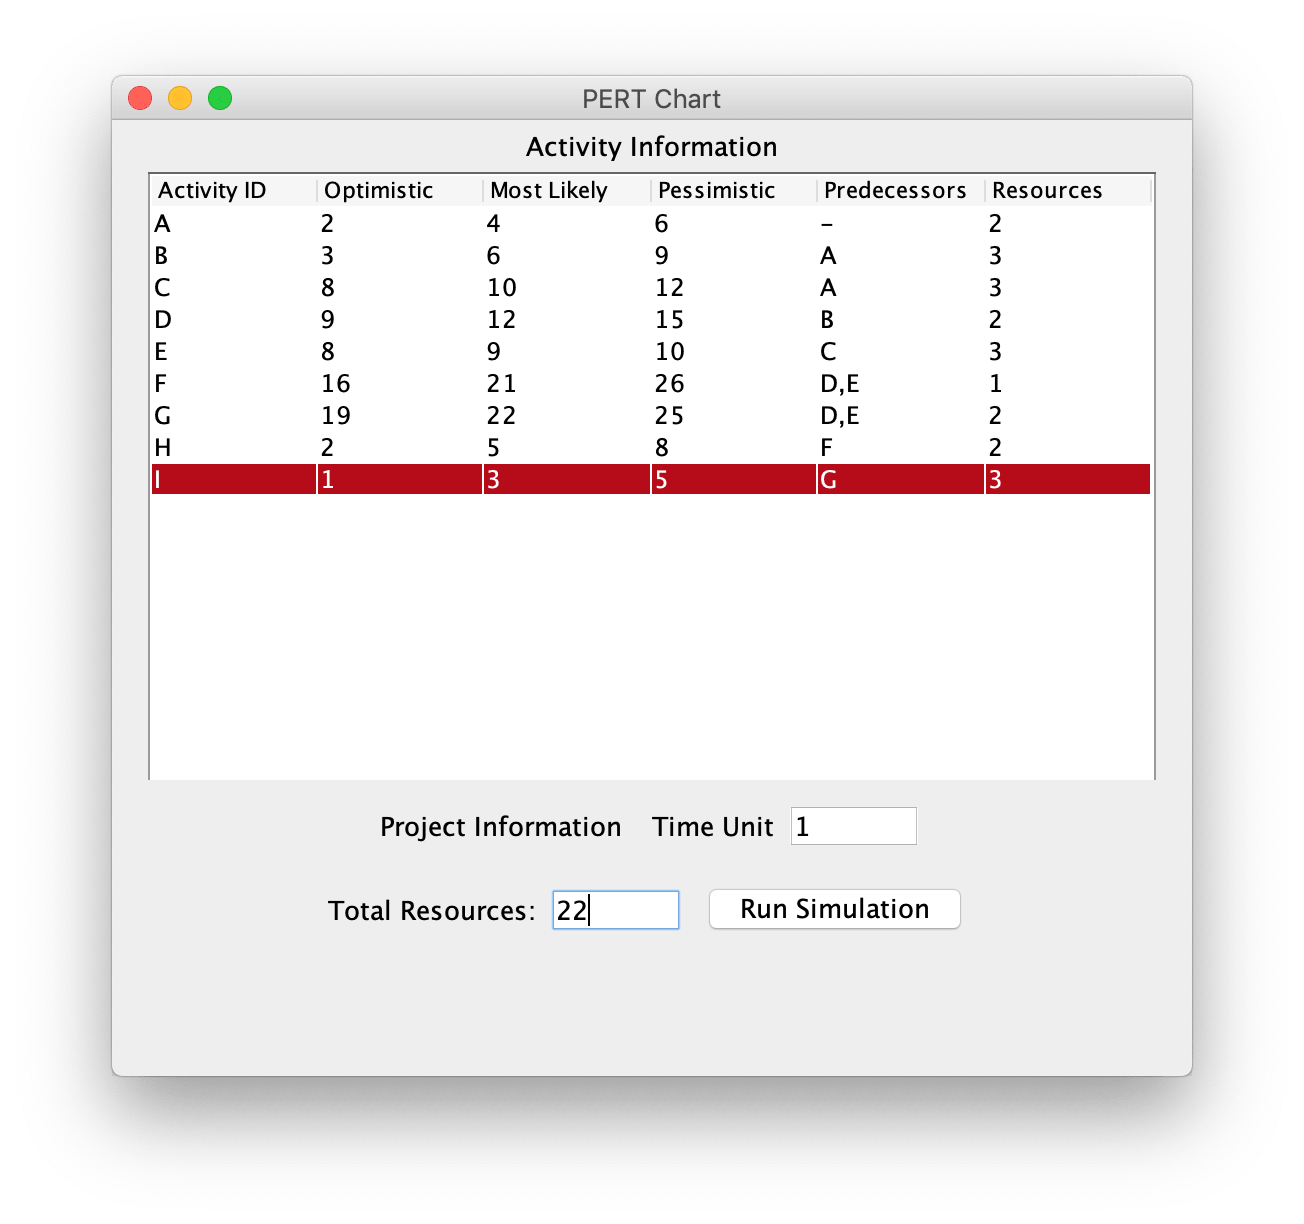 PERT Chart
Activity Information
Activity ID Optimistic Most Likely Pessimistic Predecessors Resources
A 2 4 6 – 2
B 3 6 9 A 3
C 8 10 12 A 3
D 9 12 15 B 2
E 8 9 10 C 3
F 16 21 26 D,E 1
G 19 22 25 D,E 2
H 2 5 8 F 2
I 1 3 5 G 3
Project Information Time Unit 1
Total Resources: 22 Run Simulation